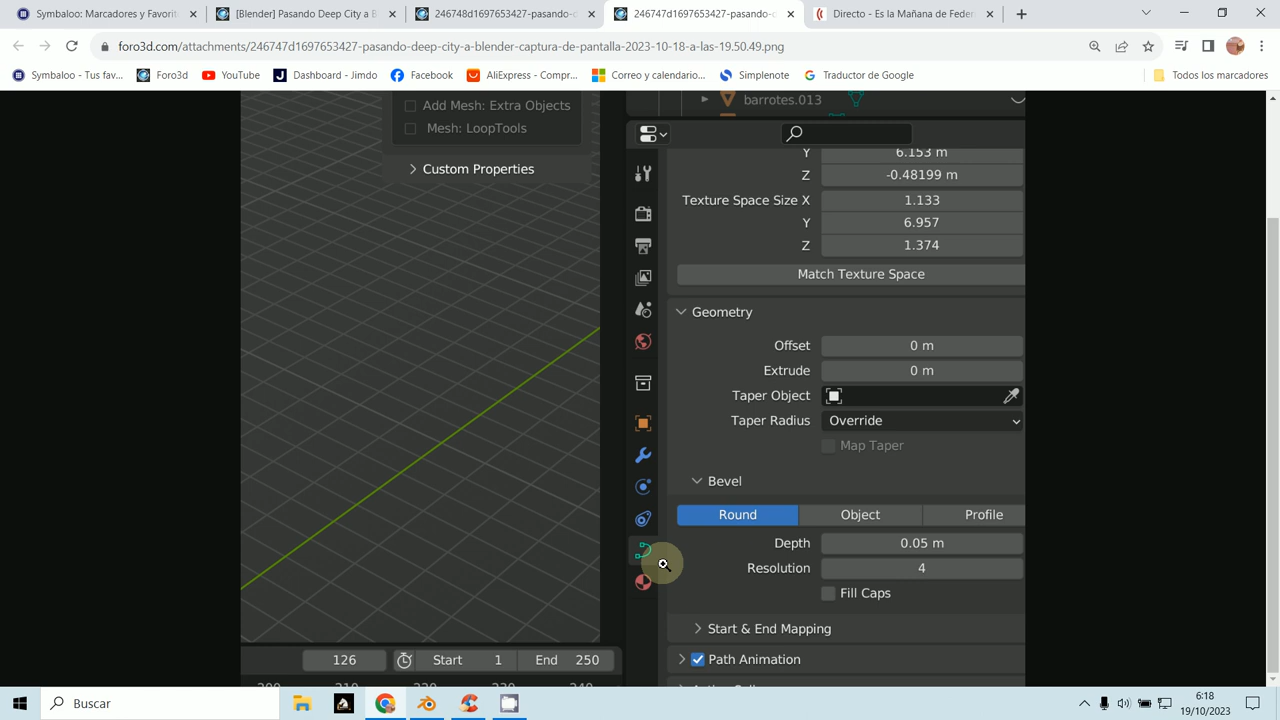 Symbaloo: Marcadores y Favorit
[Blender] Pasando Deep City a B
246748d1697653427-pasando-d
246747d1697653427-pasando-d
Directo - Es la Mañana de Feder
foro3d.com/attachments/246747d1697653427-pasando-deep-city-a-blender-captura-de-pantalla-2023-10-18-a-las-19.50.49.png
Symbaloo - Tus fav...
Foro3d
YouTube
Dashboard - Jimdo
Facebook
AliExpress - Compr...
Correo y calendario...
Simplenote
Traductor de Google
Todos los marcadores
Add Mesh: Extra Objects
Mesh: LoopTools
Custom Properties
barrotes.013
Y 6.153 m
Z -0.48199 m
Texture Space Size X 1.133
Y 6.957
Z 1.374
Match Texture Space
Geometry
Offset 0 m
Extrude 0 m
Taper Object
Taper Radius Override
Map Taper
Bevel
Round Object Profile
Depth 0.05 m
Resolution 4
Fill Caps
Start & End Mapping
Path Animation
126 Start 1 End 250
Buscar
6:18
19/10/2023